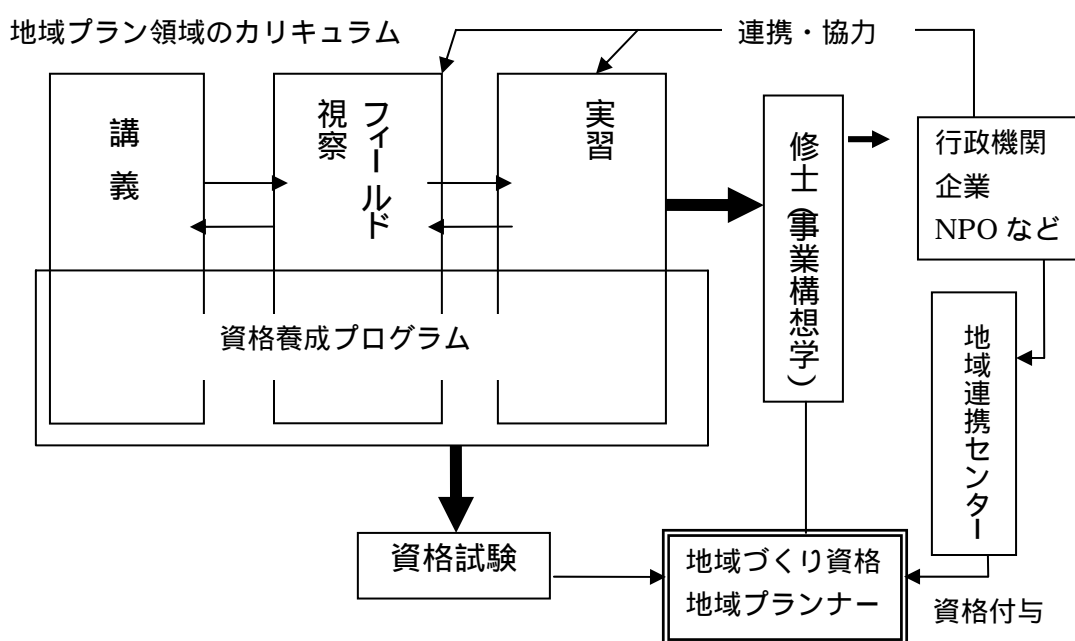 地域プラン領域のカリキュラム
連携・協力
講義
フィールド
視察
実習
修士（事業構想学）
行政機関
企業
NPO など
資格養成プログラム
地域連携センター
資格試験
地域づくり資格
地域プランナー
資格付与